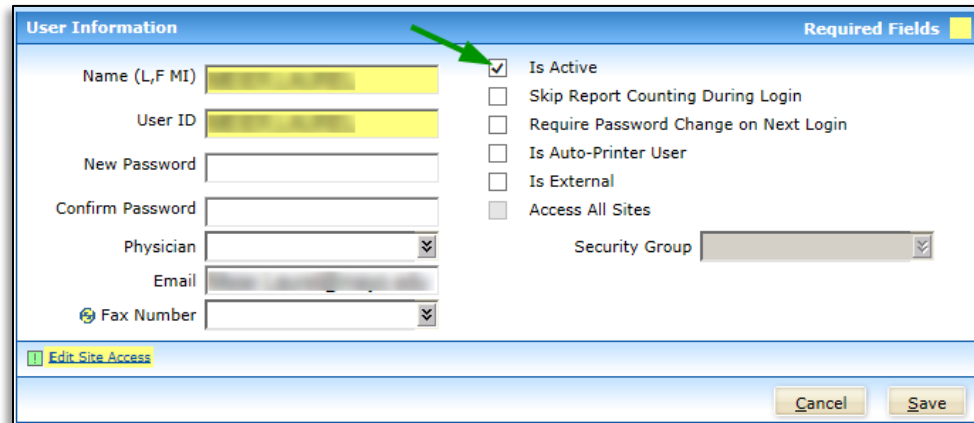 User Information
Required Fields
Name (L,F MI)
User ID
New Password
Confirm Password
Physician
Email
Fax Number
Is Active
Skip Report Counting During Login
Require Password Change on Next Login
Is Auto-Printer User
Is External
Access All Sites
Security Group
! Edit Site Access
Cancel
Save